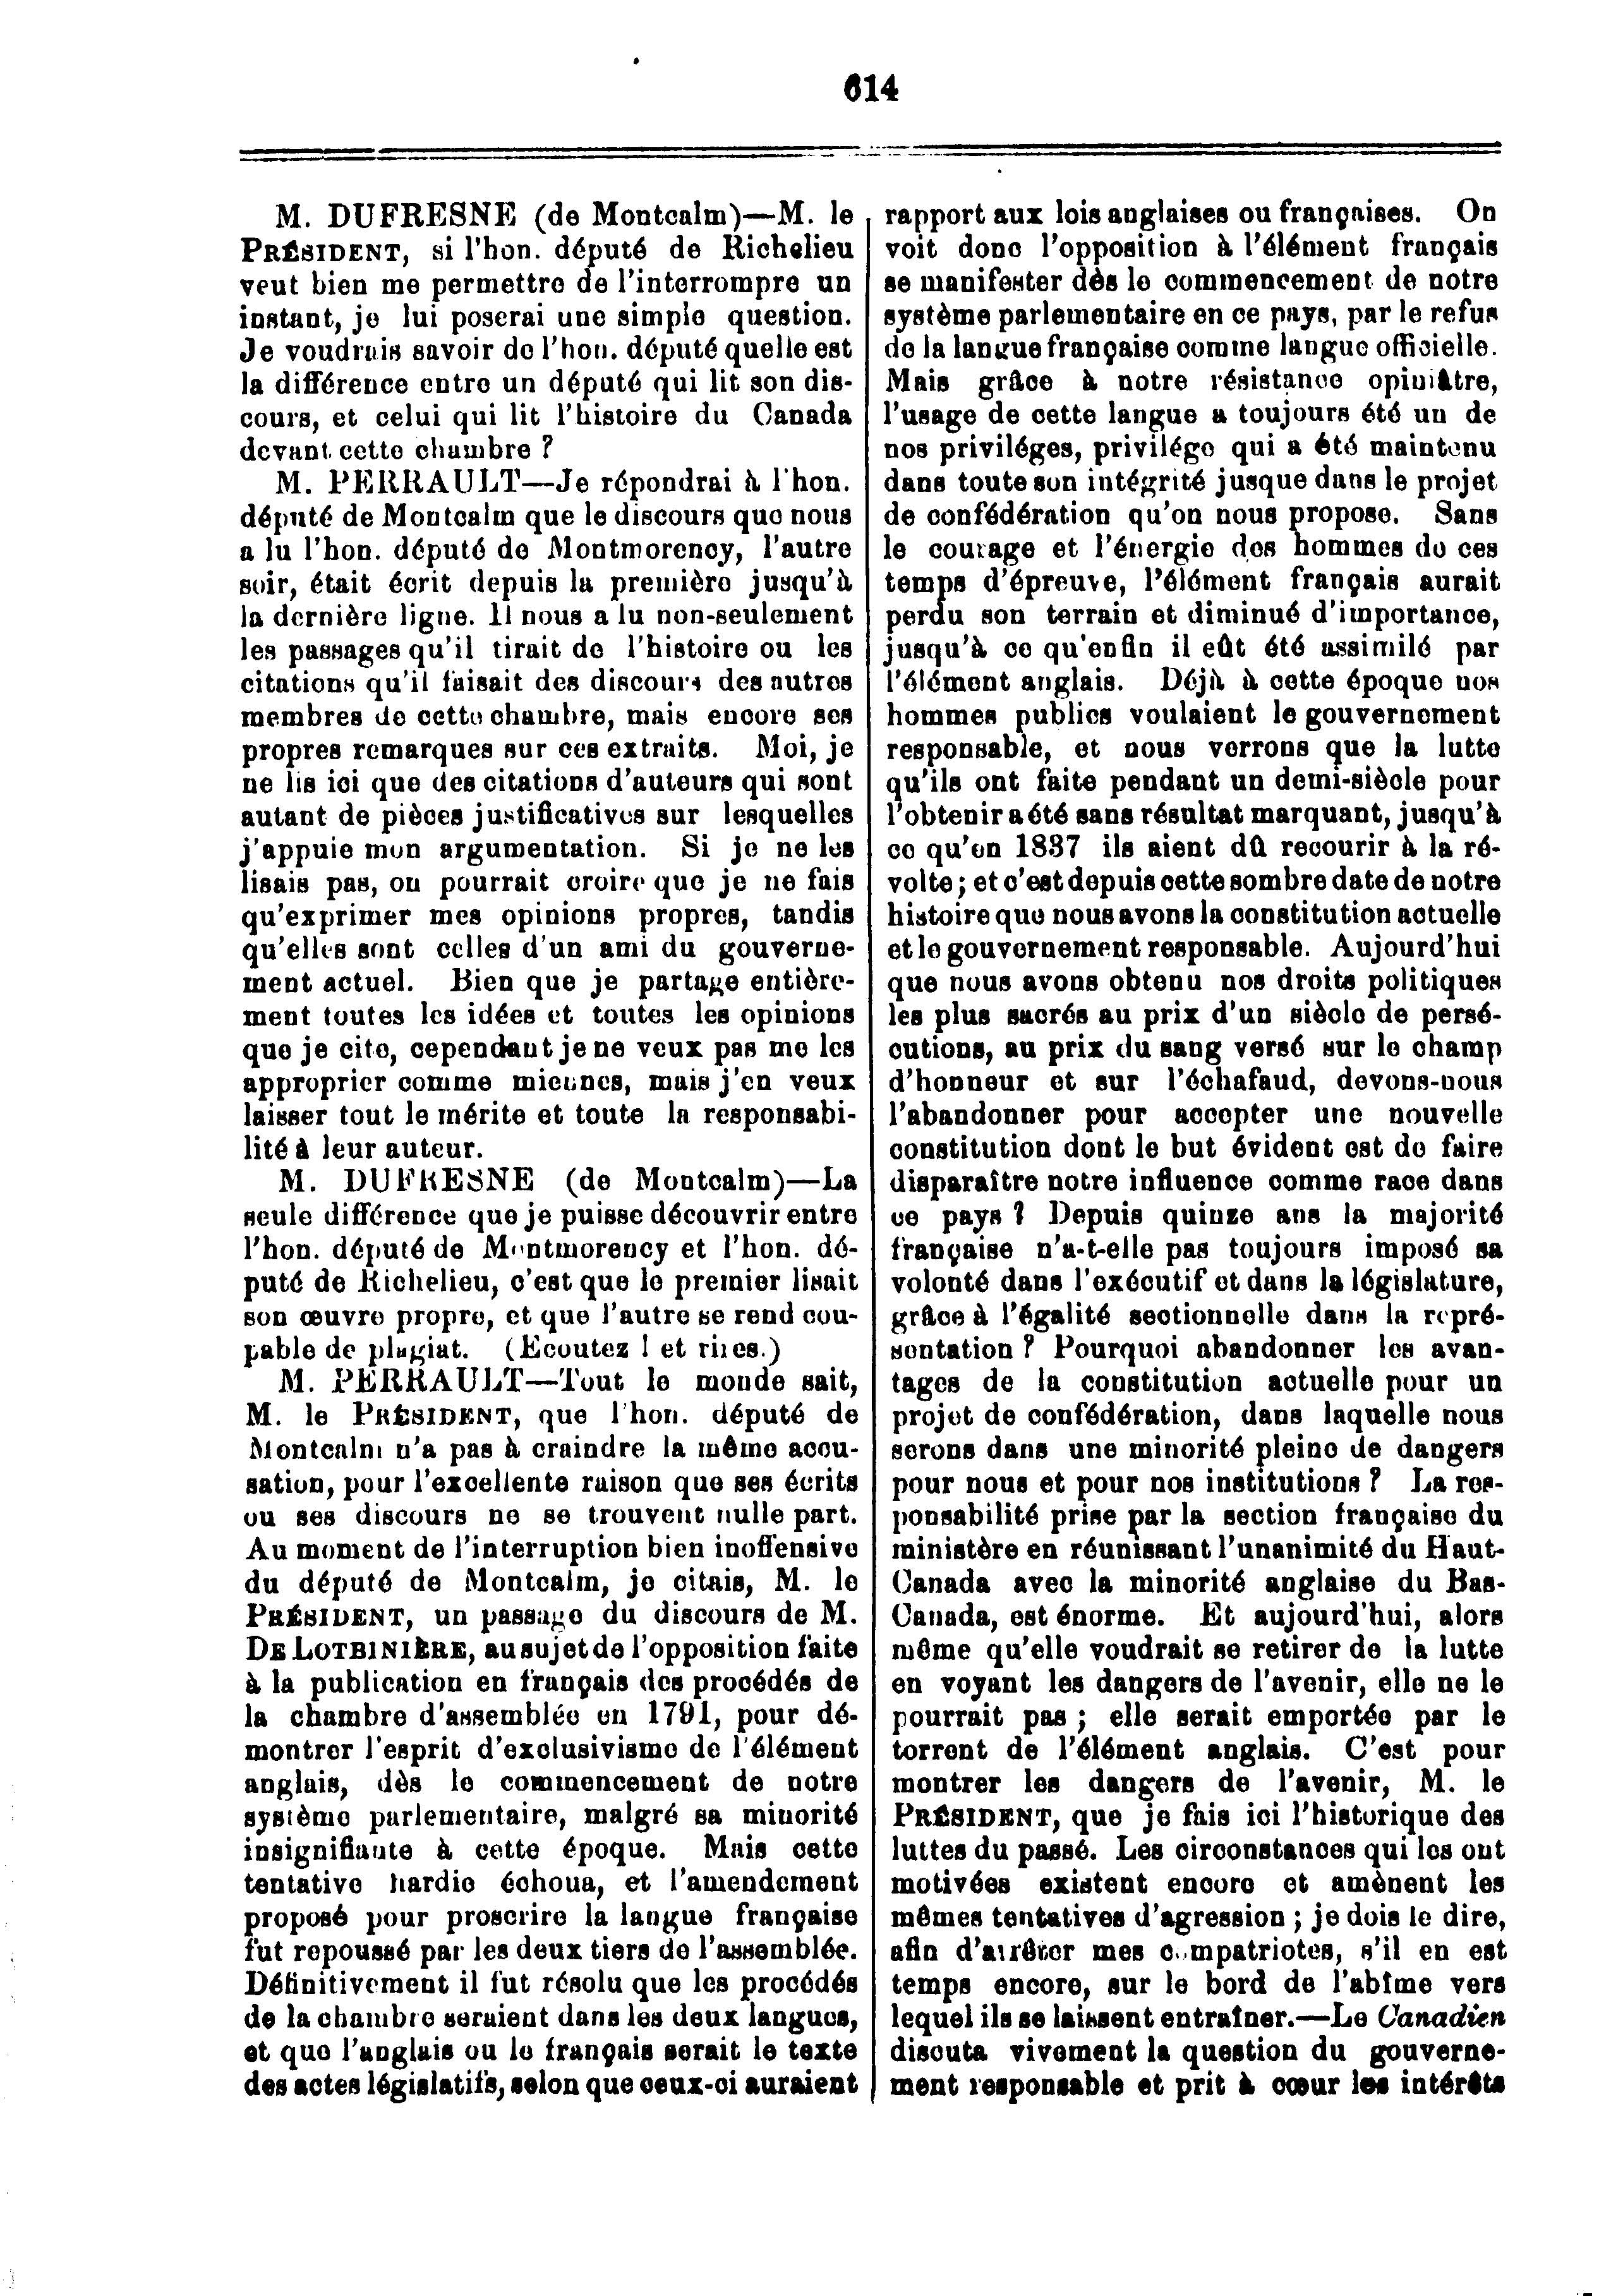 614
M. DUFRESNE (de Montcalm)—M. le
PRÉSIDENT, si l'hon. député de Richelieu
veut bien me permettre de l'interrompre un
instant, je lui poserai une simple question.
Je voudrais savoir de l'hon. député quelle est
la différence entre un député qui lit son dis-
cours, et celui qui lit l'histoire du Canada
devant cette chambre ?
M. PERRAULT—Je répondrai à l'hon.
député de Montcalm que le discours que nous
a lu l'hon. député de Montmorency, l'autre
soir, était écrit depuis la première jusqu'à
la dernière ligne. Il nous a lu non-seulement
les passages qu'il tirait de l'histoire ou les
citations qu'il faisait des discours des autres
membres de cette chambre, mais encore ses
propres remarques sur ces extraits. Moi, je
ne lis ici que des citations d'auteurs qui sont
autant de pièces justificatives sur lesquelles
j'appuie mon argumentation. Si je ne les
lisais pas, on pourrait croire que je ne fais
qu'exprimer mes opinions propres, tandis
qu'elles sont celles d'un ami du gouverne-
ment actuel. Bien que je partage entière-
ment toutes les idées et toutes les opinions
que je cite, cependant je ne veux pas me les
approprier comme miennes, mais j'en veux
laisser tout le mérite et toute la responsabi-
lité à leur auteur.
M. DUFRESNE (de Montcalm)—La
seule différence que je puisse découvrir entre
l'hon. député de Montmorency et l'hon. dé-
puté de Richelieu, c'est que le premier lisait
son œuvre propre, et que l'autre se rend cou-
pable de plagiat. (Ecoutez ! et rires.)
M. PERRAULT—Tout le monde sait,
M. le PRÉSIDENT, que l'hon. député de
Montcalm n'a pas à craindre la même accu-
sation, pour l'excellente raison que ses écrits
ou ses discours ne se trouvent nulle part.
Au moment de l'interruption bien inoffensive
du député de Montcalm, je citais, M. le
PRÉSIDENT, un passage du discours de M.
DE LOTBINIÈRE, au sujet de l'opposition faite
à la publication en français des procédés de
la chambre d'assemblée en 1791, pour dé-
montrer l'esprit d'exclusivisme de l'élément
anglais, dès le commencement de notre
système parlementaire, malgré sa minorité
insignifiante à cette époque. Mais cette
tentative hardie échoua, et l'amendement
proposé pour proscrire la langue française
fut repoussé par les deux tiers de l'assemblée.
Définitivement il fut résolu que les procédés
de la chambre seraient dans les deux langues,
et que l'anglais ou le français serait le texte
des actes législatifs, selon que ceux-ci auraient
rapport aux lois anglaises ou françaises. On
voit donc l'opposition à l'élément français
se manifester dès le commencement de notre
système parlementaire en ce pays, par le refus
de la langue française comme langue officielle.
Mais grâce à notre résistance opiniâtre,
l'usage de cette langue a toujours été un de
nos priviléges, privilége qui a été maintenu
dans toute son intégrité jusque dans le projet
de confédération qu'on nous propose. Sans
le courage et l'énergie des hommes de ces
temps d'épreuve, l'élément français aurait
perdu son terrain et diminué d'importance,
jusqu'à ce qu'enfin il eût été assimilé par
l'élément anglais. Déjà à cette époque nos
hommes publics voulaient le gouvernement
responsable, et nous verrons que la lutte
qu'ils ont faite pendant un demi-siècle pour
l'obtenir a été sans résultat marquant, jusqu'à
ce qu'en 1837 ils aient dû recourir à la ré-
volte ; et c'est depuis cette sombre date de notre
histoire que nous avons la constitution actuelle
et le gouvernement responsable. Aujourd'hui
que nous avons obtenu nos droits politiques
les plus sacrés au prix d'un siècle de persé-
cutions, au prix du sang versé sur le champ
d'honneur et sur l'échafaud, devons-nous
l'abandonner pour accepter une nouvelle
constitution dont le but évident est de faire
disparaître notre influence comme race dans
ce pays ? Depuis quinze ans la majorité
française n'a-t-elle pas toujours imposé sa
volonté dans l'exécutif et dans la législature,
grâce à l'égalité sectionnelle dans la repré-
sentation ? Pourquoi abandonner les avan-
tages de la constitution actuelle pour un
projet de confédération, dans laquelle nous
serons dans une minorité pleine de dangers
pour nous et pour nos institutions ? La res-
ponsabilité prise par la section française du
ministère en réunissant l'unanimité du Haut-
Canada avec la minorité anglaise du Bas-
Canada, est énorme. Et aujourd'hui, alors
même qu'elle voudrait se retirer de la lutte
en voyant les dangers de l'avenir, elle ne le
pourrait pas ; elle serait emportée par le
torrent de l'élément anglais. C'est pour
montrer les dangers de l'avenir, M. le
PRÉSIDENT, que je fais ici l'historique des
luttes du passé. Les circonstances qui les ont
motivées existent encore et amènent les
mêmes tentatives d'agression ; je dois le dire,
afin d'arrêter mes compatriotes, s'il en est
temps encore, sur le bord de l'abîme vers
lequel ils se laissent entraîner.—Le Canadien
discuta vivement la question du gouverne-
ment responsable et prit à cœur les intérêts